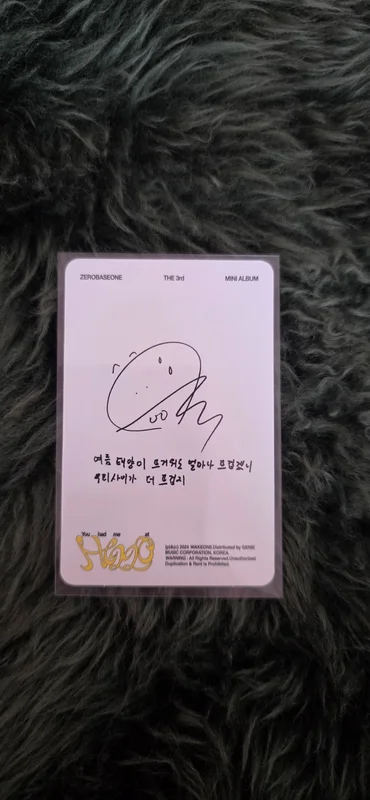 ZEROBASEONE THE 3rd MINI ALBUM
여름 태양이 뜨거워도 얼마나 뜨겁겠니
우리사이가 더 뜨겁지
You had me at
Hello
(p)&(c) 2024 WAKEONE.Distributed by GENIE
MUSIC CORPORATION, KOREA.
WARNING : All Rights Reserved.Unauthorized
Duplication & Rent is Prohibited.